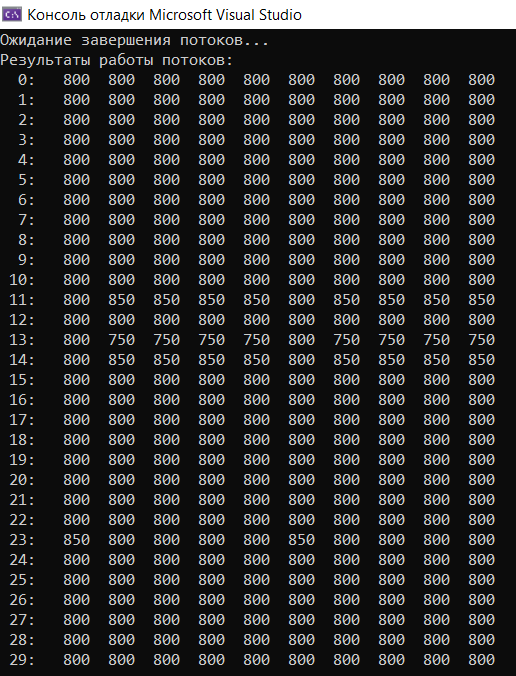 Консоль отладки Microsoft Visual Studio
Ожидание завершения потоков...
Результаты работы потоков:
0: 800 800 800 800 800 800 800 800 800 800
1: 800 800 800 800 800 800 800 800 800 800
2: 800 800 800 800 800 800 800 800 800 800
3: 800 800 800 800 800 800 800 800 800 800
4: 800 800 800 800 800 800 800 800 800 800
5: 800 800 800 800 800 800 800 800 800 800
6: 800 800 800 800 800 800 800 800 800 800
7: 800 800 800 800 800 800 800 800 800 800
8: 800 800 800 800 800 800 800 800 800 800
9: 800 800 800 800 800 800 800 800 800 800
10: 800 800 800 800 800 800 800 800 800 800
11: 800 850 850 850 850 800 850 850 850 850
12: 800 800 800 800 800 800 800 800 800 800
13: 800 750 750 750 750 800 750 750 750 750
14: 800 850 850 850 850 800 850 850 850 850
15: 800 800 800 800 800 800 800 800 800 800
16: 800 800 800 800 800 800 800 800 800 800
17: 800 800 800 800 800 800 800 800 800 800
18: 800 800 800 800 800 800 800 800 800 800
19: 800 800 800 800 800 800 800 800 800 800
20: 800 800 800 800 800 800 800 800 800 800
21: 800 800 800 800 800 800 800 800 800 800
22: 800 800 800 800 800 800 800 800 800 800
23: 850 800 800 800 800 850 800 800 800 800
24: 800 800 800 800 800 800 800 800 800 800
25: 800 800 800 800 800 800 800 800 800 800
26: 800 800 800 800 800 800 800 800 800 800
27: 800 800 800 800 800 800 800 800 800 800
28: 800 800 800 800 800 800 800 800 800 800
29: 800 800 800 800 800 800 800 800 800 800